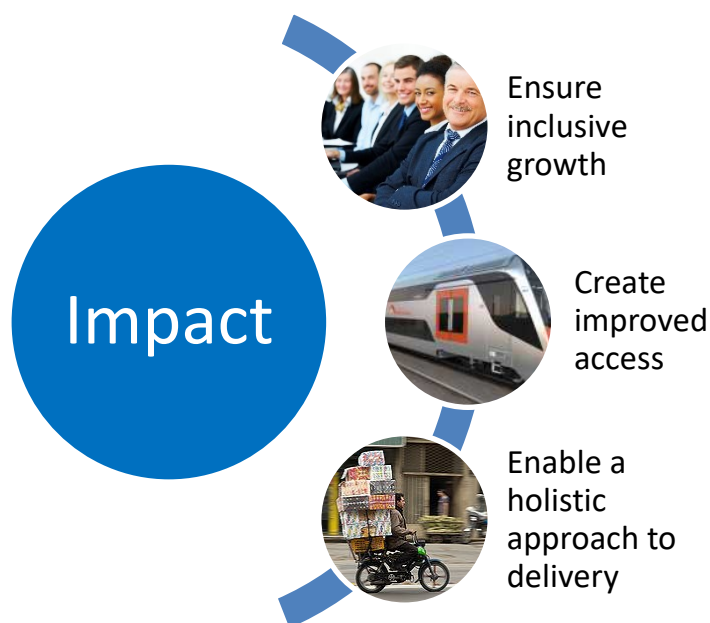 Impact
Ensure
inclusive
growth
Create
improved
access
Enable a
holistic
approach to
delivery